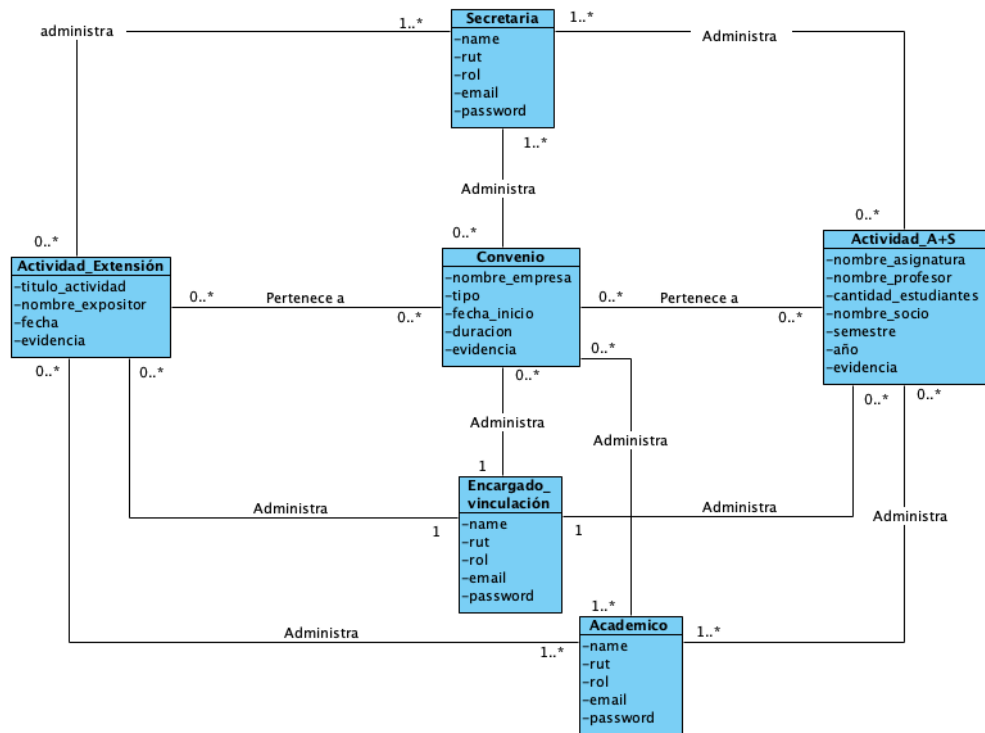 Secretaria
-name
-rut
-rol
-email
-password
administra
1..*
1..*
Administra
1..*
Administra
0..*
0..*
0..*
Actividad_Extensión
-titulo_actividad
-nombre_expositor
-fecha
-evidencia
Convenio
-nombre_empresa
-tipo
-fecha_inicio
-duracion
-evidencia
Actividad_A+S
-nombre_asignatura
-nombre_profesor
-cantidad_estudiantes
-nombre_socio
-semestre
-año
-evidencia
0..*
Pertenece a
0..*
0..*
Pertenece a
0..*
0..*
0..*
0..*
0..*
0..*
0..*
Administra
Administra
1
Encargado_
vinculación
-name
-rut
-rol
-email
-password
Administra
1
1
Administra
Administra
1..*
Academico
-name
-rut
-rol
-email
-password
Administra
1..*
1..*